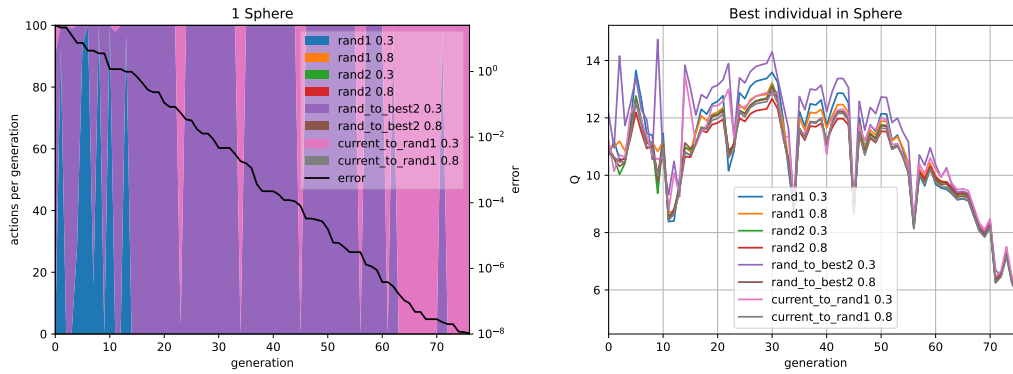 1 Sphere
actions per generation
100
80
60
40
20
0
0 10 20 30 40 50 60 70
generation
rand1 0.3
rand1 0.8
rand2 0.3
rand2 0.8
rand_to_best2 0.3
rand_to_best2 0.8
current_to_rand1 0.3
current_to_rand1 0.8
error
10⁰
10⁻²
10⁻⁴
10⁻⁶
10⁻⁸
error
Best individual in Sphere
Q
14
12
10
8
6
0 10 20 30 40 50 60 70
generation
rand1 0.3
rand1 0.8
rand2 0.3
rand2 0.8
rand_to_best2 0.3
rand_to_best2 0.8
current_to_rand1 0.3
current_to_rand1 0.8